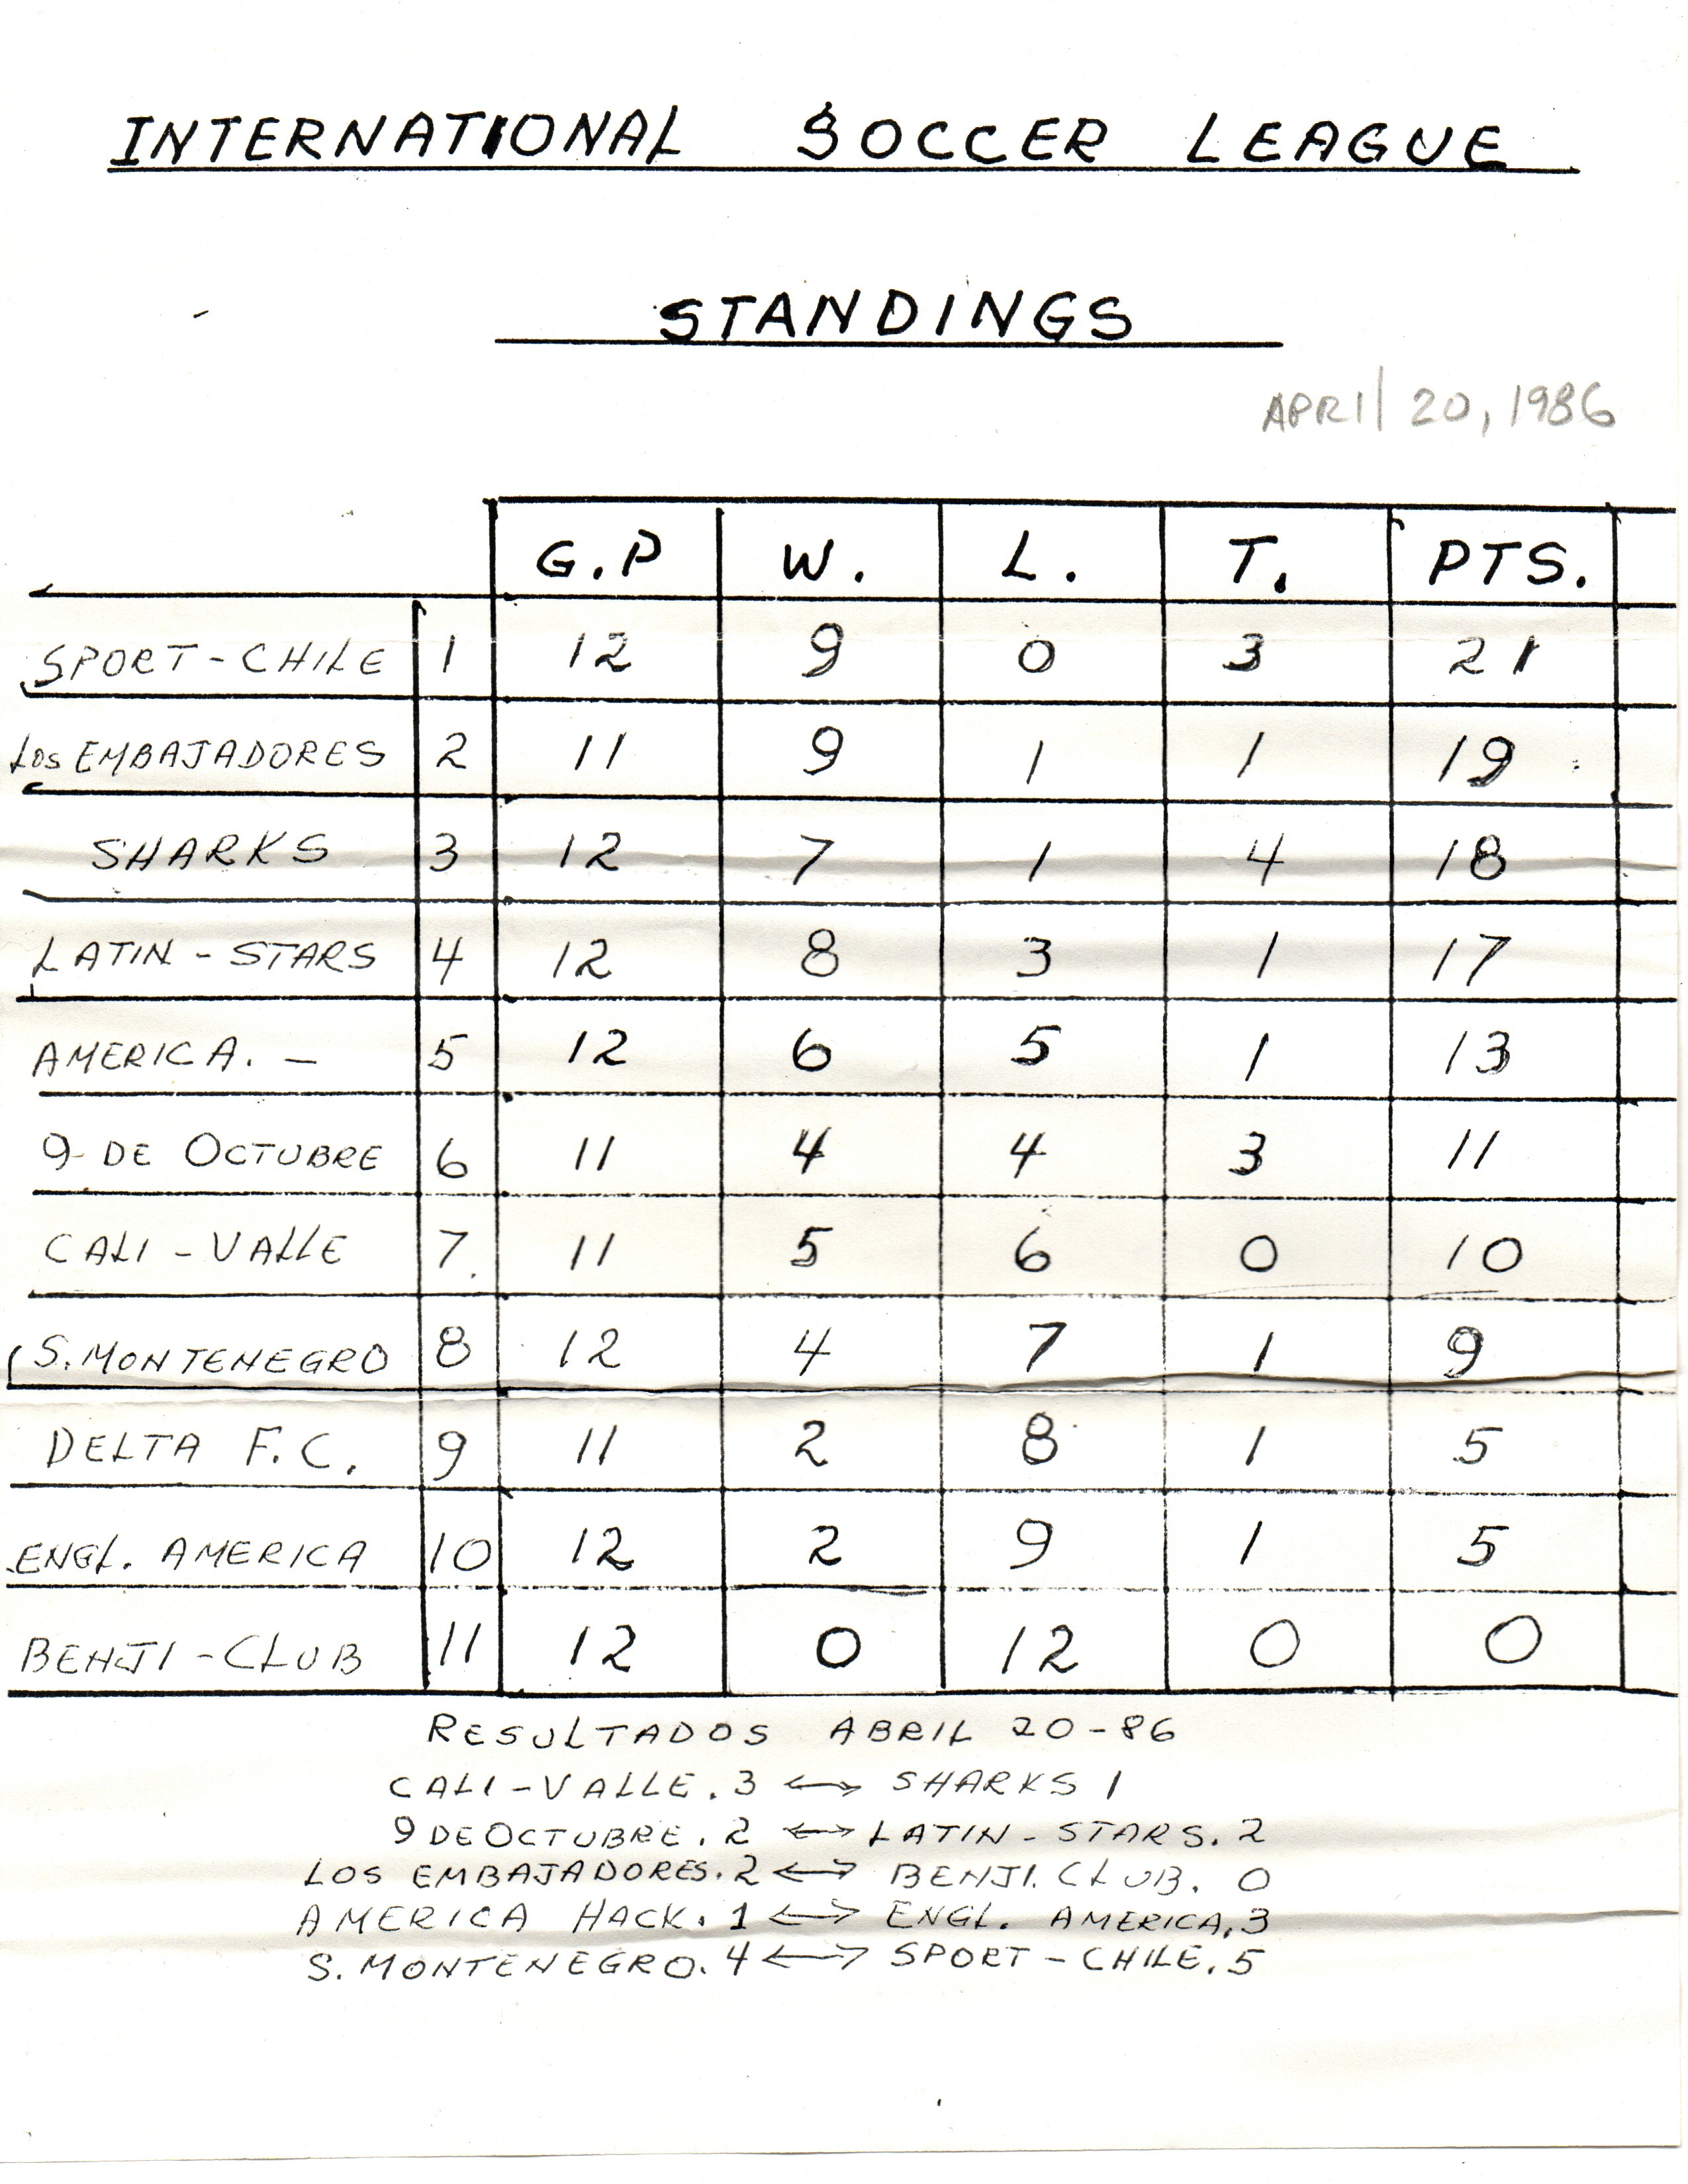 INTERNATIONAL SOCCER LEAGUE
STANDINGS
APRIl 20, 1986
G.P W. L. T. PTS.
SPORT-CHILE 1 12 9 0 3 21
LOS EMBAJADORES 2 11 9 1 1 19
SHARKS 3 12 7 1 4 18
LATIN-STARS 4 12 8 3 1 17
AMERICA. - 5 12 6 5 1 13
9 DE OCTUBRE 6 11 4 4 3 11
CALI-VALLE 7. 11 5 6 0 10
S.MONTENEGRO 8 12 4 7 1 9
DELTA F.C. 9 11 2 8 1 5
ENGL. AMERICA 10 12 2 9 1 5
BENJI-CLUB 11 12 0 12 0 0
RESULTADOS ABRIL 20-86
CALI-VALLE. 3 ↔ SHARKS 1
9 DE OCTUBRE. 2 ↔ LATIN-STARS. 2
LOS EMBAJADORES. 2 ↔ BENJI. CLUB. 0
AMERICA HACK. 1 ↔ ENGL. AMERICA. 3
S. MONTENEGRO. 4 ↔ SPORT-CHILE. 5